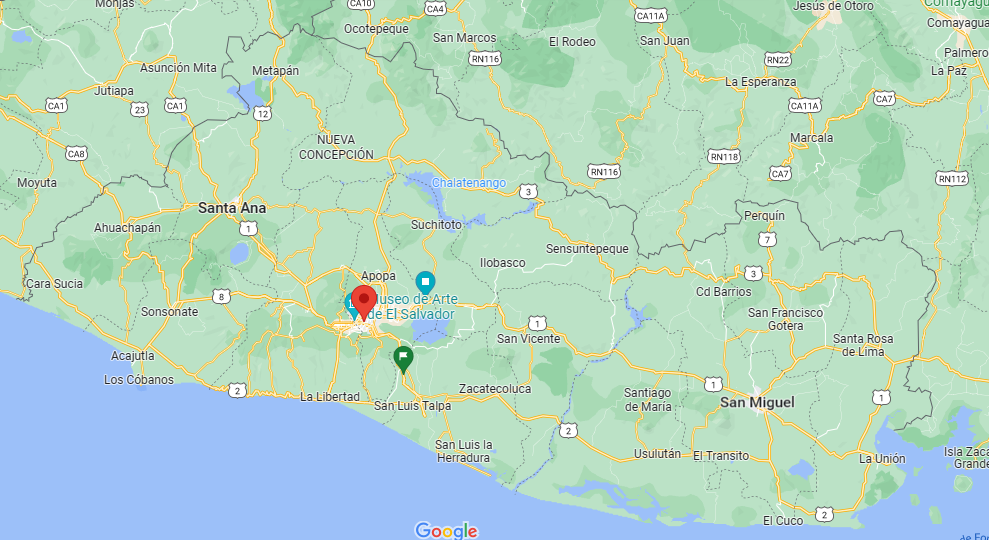 Monjas
CA10
CA4
Ocotepeque
San Marcos
RN116
El Rodeo
CA11A
San Juan
Jesús de Otoro
Comayagua
Palmero
La Paz
RN22
La Esperanza
Asunción Mita
Metapán
Jutiapa
CA1
23
CA1
12
CA11A
CA7
Marcala
NUEVA
CONCEPCIÓN
CA8
Moyuta
Chalatenango
3
RN116
RN118
CA7
RN112
Santa Ana
1
Ahuachapán
Suchitoto
Perquín
7
Sensuntepeque
Ilobasco
Apopa
3
Cd Barrios
Cara Sucia
8
Sonsonate
Museo de Arte
de El Salvador
1
San Vicente
San Francisco
Gotera
Santa Rosa
de Lima
Acajutla
Los Cóbanos
2
La Libertad
San Luis Talpa
Zacatecoluca
Santiago
de María
1
San Miguel
1
2
San Luis la
Herradura
Usulután
El Transito
La Unión
Isla Zaca
Grande
El Cuco
2
Google